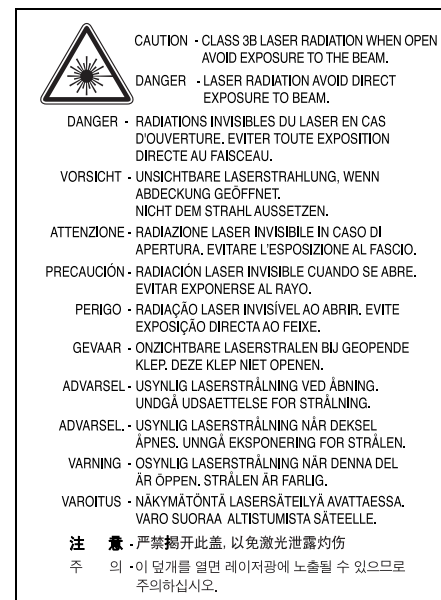 CAUTION - CLASS 3B LASER RADIATION WHEN OPEN
AVOID EXPOSURE TO THE BEAM.
DANGER - LASER RADIATION AVOID DIRECT
EXPOSURE TO BEAM.
DANGER - RADIATIONS INVISIBLES DU LASER EN CAS
D'OUVERTURE. EVITER TOUTE EXPOSITION
DIRECTE AU FAISCEAU.
VORSICHT - UNSICHTBARE LASERSTRAHLUNG, WENN
ABDECKUNG GEÖFFNET.
NICHT DEM STRAHL AUSSETZEN.
ATTENZIONE - RADIAZIONE LASER INVISIBILE IN CASO DI
APERTURA. EVITARE L'ESPOSIZIONE AL FASCIO.
PRECAUCIÓN - RADIACIÓN LASER INVISIBLE CUANDO SE ABRE.
EVITAR EXPONERSE AL RAYO.
PERIGO - RADIAÇÃO LASER INVISÍVEL AO ABRIR. EVITE
EXPOSIÇÃO DIRECTA AO FEIXE.
GEVAAR - ONZICHTBARE LASERSTRALEN BIJ GEOPENDE
KLEP. DEZE KLEP NIET OPENEN.
ADVARSEL - USYNLIG LASERSTRÅLNING VED ÅBNING.
UNDGÅ UDSAETTELSE FOR STRÅLNING.
ADVARSEL. - USYNLIG LASERSTRÅLNING NÅR DEKSEL
ÅPNES. UNNGÅ EKSPONERING FOR STRÅLEN.
VARNING - OSYNLIG LASERSTRÅLNING NÄR DENNA DEL
ÄR ÖPPEN. STRÅLEN ÄR FARLIG.
VAROITUS - NÄKYMÄTÖNTÄ LASERSÄTEILYÄ AVATTAESSA.
VARO SUORAA ALTISTUMISTA SÄTEELLE.
注 意 - 严禁揭开此盖, 以免激光泄露灼伤
주 의 - 이 덮개를 열면 레이저광에 노출될 수 있으므로
주의하십시오.